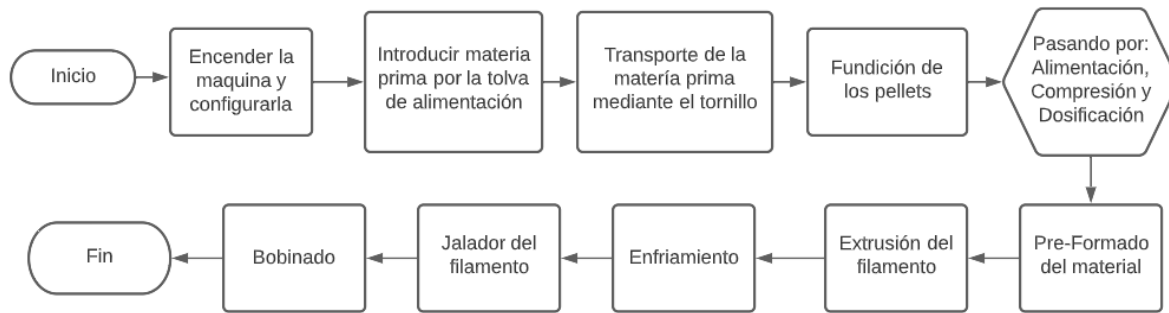 Inicio
Encender la
maquina y
configurarla
Introducir materia
prima por la tolva
de alimentación
Transporte de la
matería prima
mediante el tornillo
Fundición de
los pellets
Pasando por:
Alimentación,
Compresión y
Dosificación
Pre-Formado
del material
Extrusión del
filamento
Enfriamiento
Jalador del
filamento
Bobinado
Fin